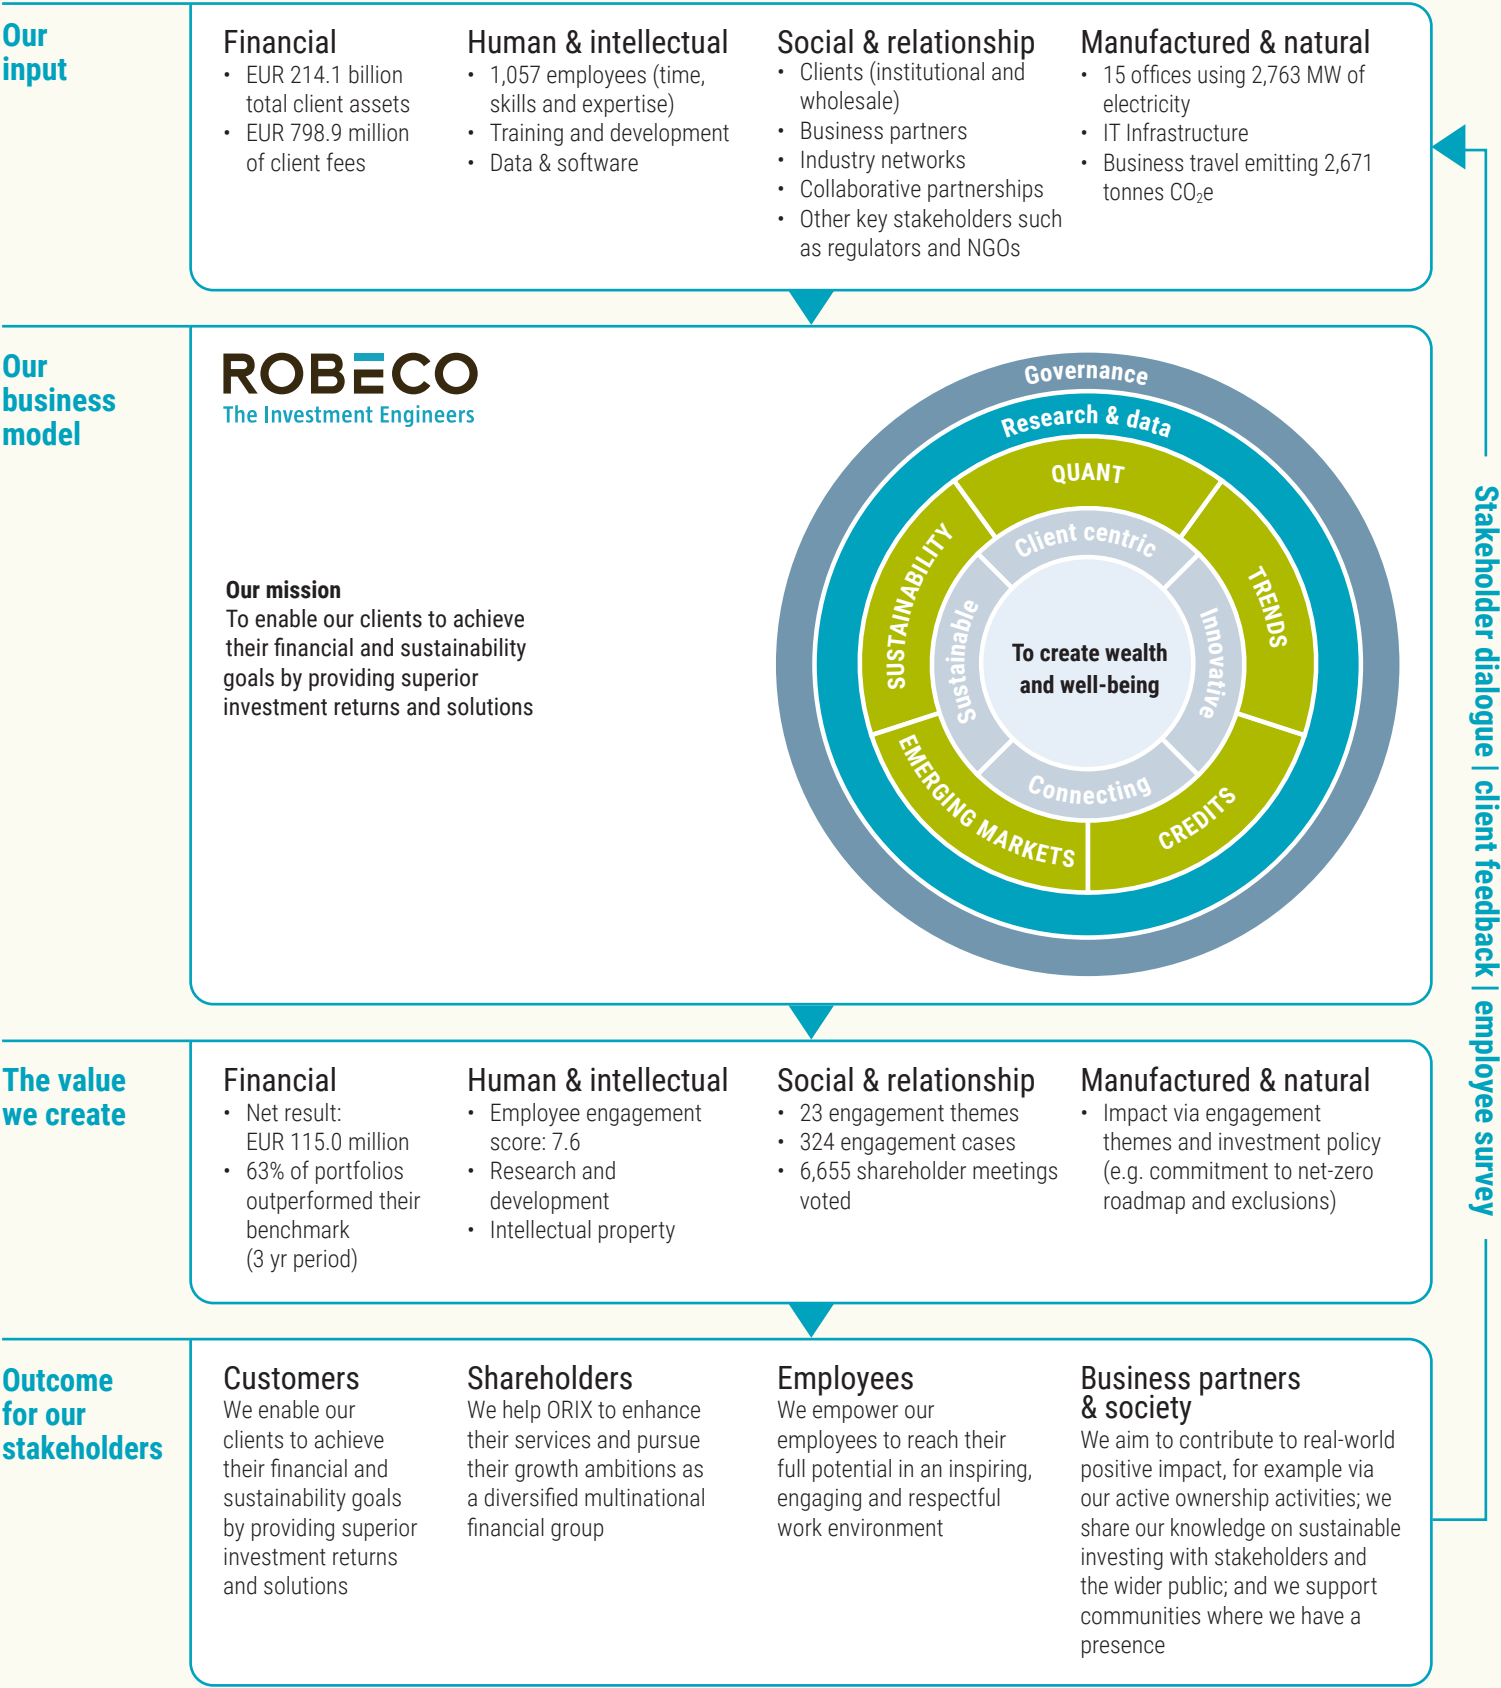 Our
input
Financial
• EUR 214.1 billion
total client assets
• EUR 798.9 million
of client fees
Human & intellectual
• 1,057 employees (time,
skills and expertise)
• Training and development
• Data & software
Social & relationship
• Clients (institutional and
wholesale)
• Business partners
• Industry networks
• Collaborative partnerships
• Other key stakeholders such
as regulators and NGOs
Manufactured & natural
• 15 offices using 2,763 MW of
electricity
• IT Infrastructure
• Business travel emitting 2,671
tonnes CO₂e
Our
business
model
ROBECO
The Investment Engineers
Our mission
To enable our clients to achieve
their financial and sustainability
goals by providing superior
investment returns and solutions
Governance
Research & data
QUANT
TRENDS
CREDITS
EMERGING MARKETS
SUSTAINABILITY
Client centric
Innovative
Connecting
Sustainable
To create wealth
and well-being
The value
we create
Financial
• Net result:
EUR 115.0 million
• 63% of portfolios
outperformed their
benchmark
(3 yr period)
Human & intellectual
• Employee engagement
score: 7.6
• Research and
development
• Intellectual property
Social & relationship
• 23 engagement themes
• 324 engagement cases
• 6,655 shareholder meetings
voted
Manufactured & natural
• Impact via engagement
themes and investment policy
(e.g. commitment to net-zero
roadmap and exclusions)
Outcome
for our
stakeholders
Customers
We enable our
clients to achieve
their financial and
sustainability goals
by providing superior
investment returns
and solutions
Shareholders
We help ORIX to enhance
their services and pursue
their growth ambitions as
a diversified multinational
financial group
Employees
We empower our
employees to reach their
full potential in an inspiring,
engaging and respectful
work environment
Business partners
& society
We aim to contribute to real-world
positive impact, for example via
our active ownership activities; we
share our knowledge on sustainable
investing with stakeholders and
the wider public; and we support
communities where we have a
presence
Stakeholder dialogue | client feedback | employee survey